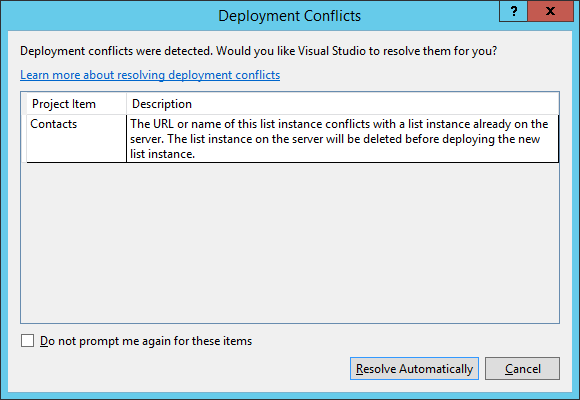 Deployment Conflicts
?
x
Deployment conflicts were detected. Would you like Visual Studio to resolve them for you?
Learn more about resolving deployment conflicts
Project Item Description
Contacts The URL or name of this list instance conflicts with a list instance already on the
server. The list instance on the server will be deleted before deploying the new
list instance.
Do not prompt me again for these items
Resolve Automatically Cancel